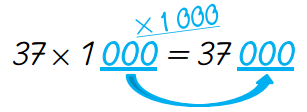 × 1 000
37 × 1 000 = 37 000